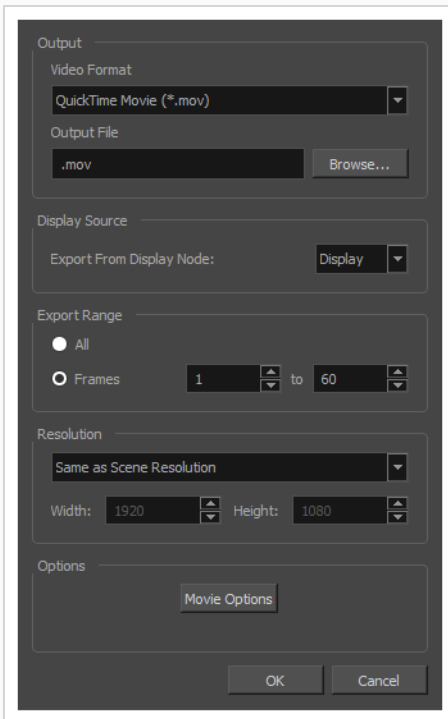 Output
Video Format
QuickTime Movie (*.mov)
Output File
.mov Browse...
Display Source
Export From Display Node: Display
Export Range
All
Frames 1 to 60
Resolution
Same as Scene Resolution
Width: 1920 Height: 1080
Options
Movie Options
OK Cancel